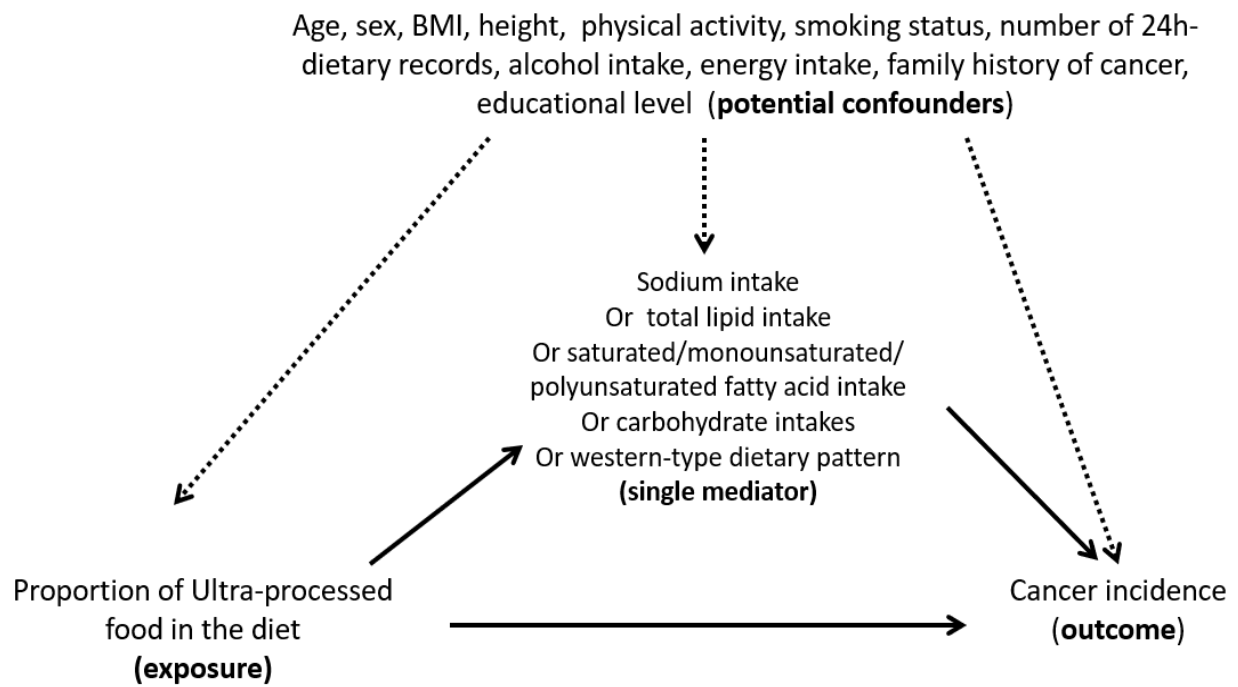 Age, sex, BMI, height, physical activity, smoking status, number of 24h-
dietary records, alcohol intake, energy intake, family history of cancer,
educational level (potential confounders)
Sodium intake
Or total lipid intake
Or saturated/monounsaturated/
polyunsaturated fatty acid intake
Or carbohydrate intakes
Or western-type dietary pattern
(single mediator)
Proportion of Ultra-processed
food in the diet
(exposure)
Cancer incidence
(outcome)